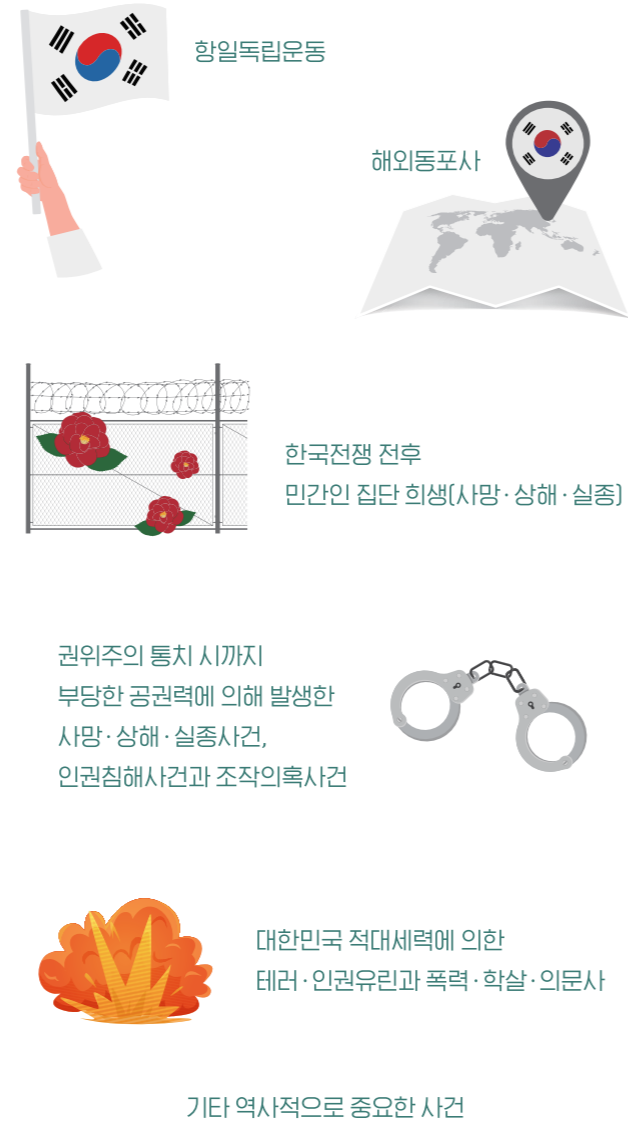 항일독립운동
해외동포사
한국전쟁 전후
민간인 집단 희생(사망·상해·실종)
권위주의 통치 시까지
부당한 공권력에 의해 발생한
사망·상해·실종사건,
인권침해사건과 조작의혹사건
대한민국 적대세력에 의한
테러·인권유린과 폭력·학살·의문사
기타 역사적으로 중요한 사건